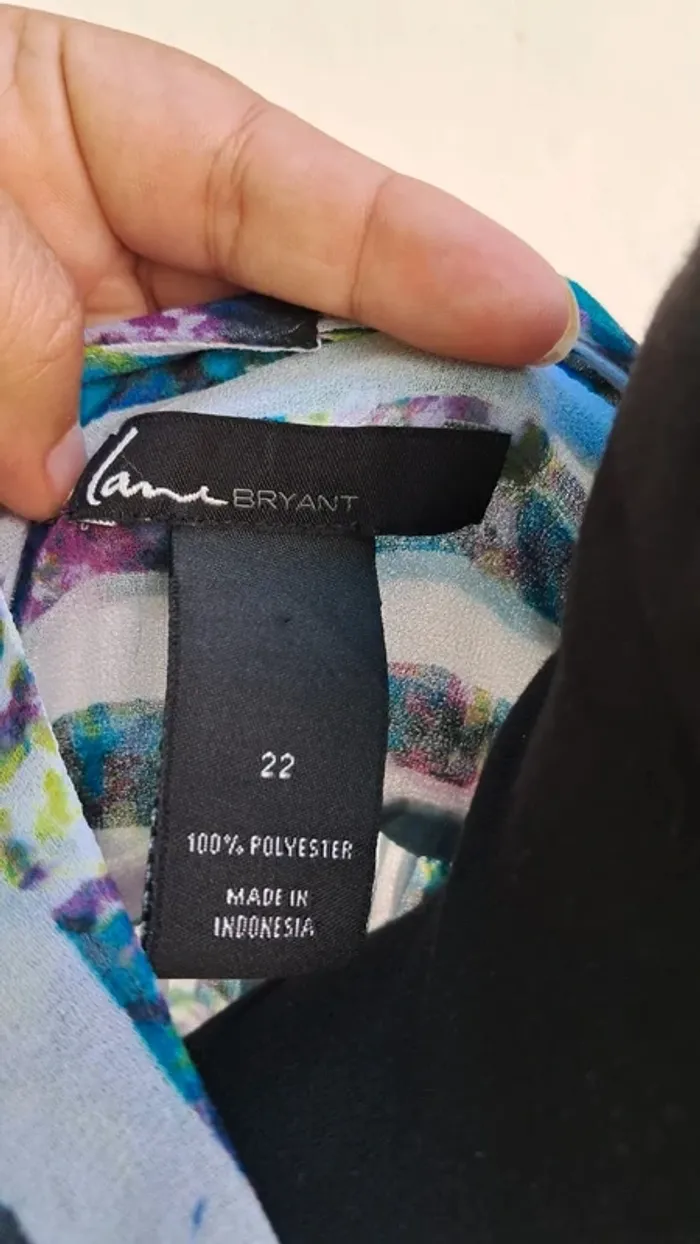 lane BRYANT
22
100% POLYESTER
MADE IN
INDONESIA